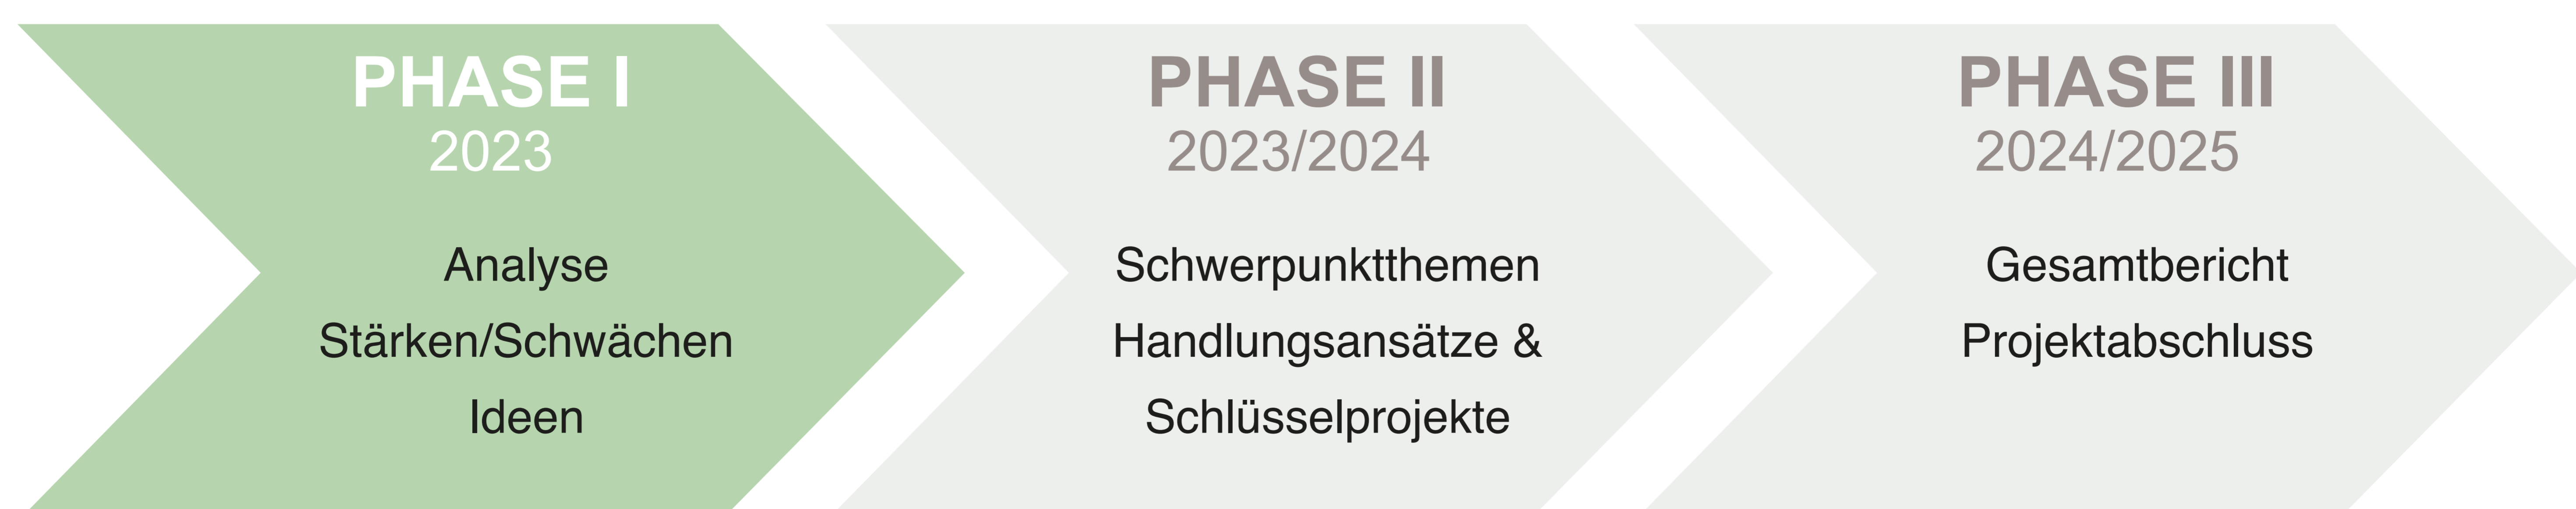 PHASE I
2023
Analyse
Stärken/Schwächen
Ideen
PHASE II
2023/2024
Schwerpunktthemen
Handlungsansätze &
Schlüsselprojekte
PHASE III
2024/2025
Gesamtbericht
Projektabschluss